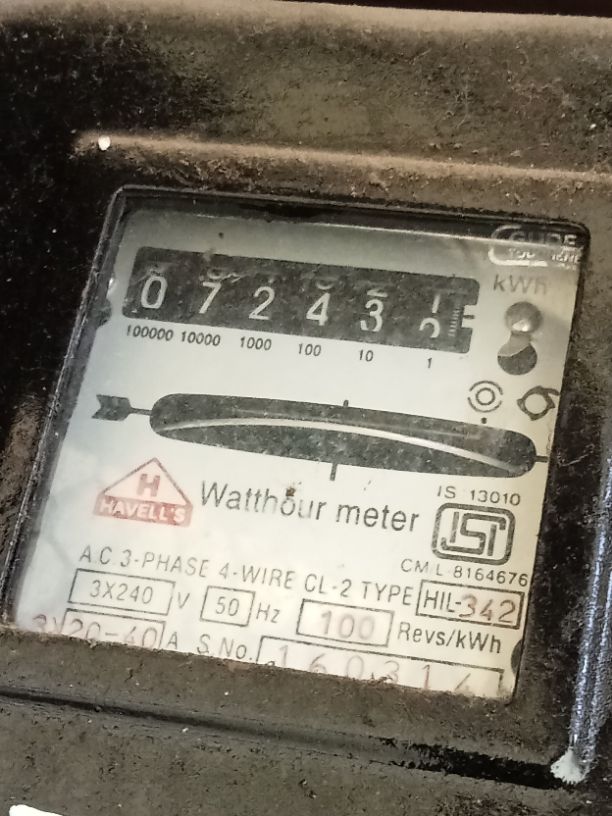 kWh
0 7 2 4 3
100000 10000 1000 100 10 1
H
HAVELL'S
Watthour meter
IS 13010
ISI
CM/L-8164676
A.C. 3-PHASE 4-WIRE CL-2 TYPE HIL-342
3X240 V 50 Hz 100 Revs/kWh
3X20-40 A S.No.